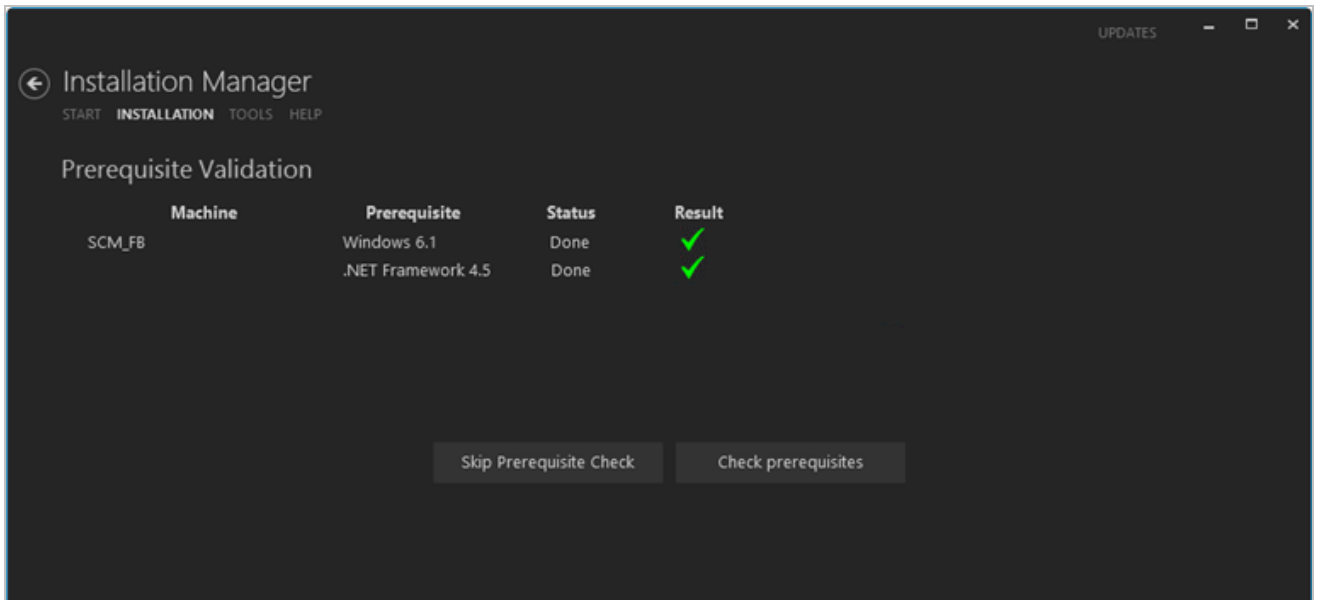 UPDATES
Installation Manager
START INSTALLATION TOOLS HELP
Prerequisite Validation
Machine Prerequisite Status Result
SCM_FB Windows 6.1 Done
.NET Framework 4.5 Done
Skip Prerequisite Check Check prerequisites